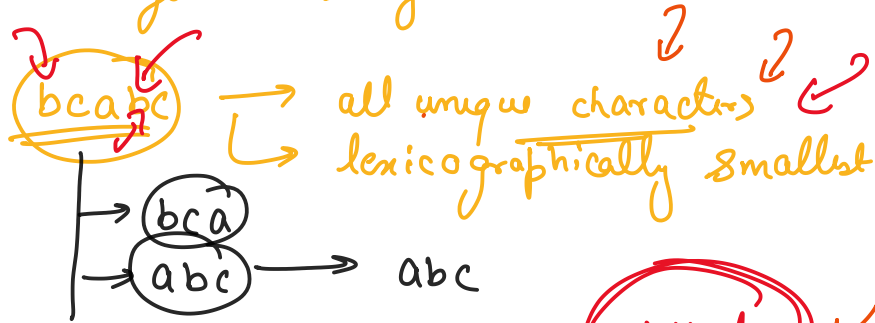 bcabc → all unique characters
→ lexicographically smallest
→ bca
→ abc → abc